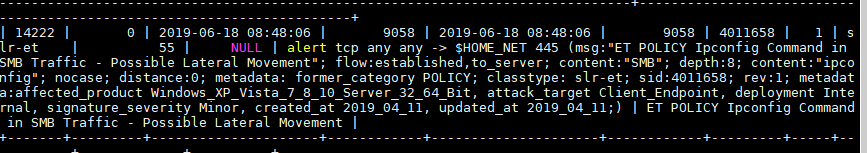 | 14222 | 0 | 2019-06-18 08:48:06 | 9058 | 2019-06-18 08:48:06 | 9058 | 4011658 | 1 | s
lr-et | 55 | NULL | alert tcp any any -> $HOME_NET 445 (msg:"ET POLICY Ipconfig Command in
SMB Traffic - Possible Lateral Movement"; flow:established,to_server; content:"SMB"; depth:8; content:"ipco
nfig"; nocase; distance:0; metadata: former_category POLICY; classtype: slr-et; sid:4011658; rev:1; metadat
a:affected_product Windows_XP_Vista_7_8_10_Server_32_64_Bit, attack_target Client_Endpoint, deployment Inte
rnal, signature_severity Minor, created_at 2019_04_11, updated_at 2019_04_11;) | ET POLICY Ipconfig Command
in SMB Traffic - Possible Lateral Movement |